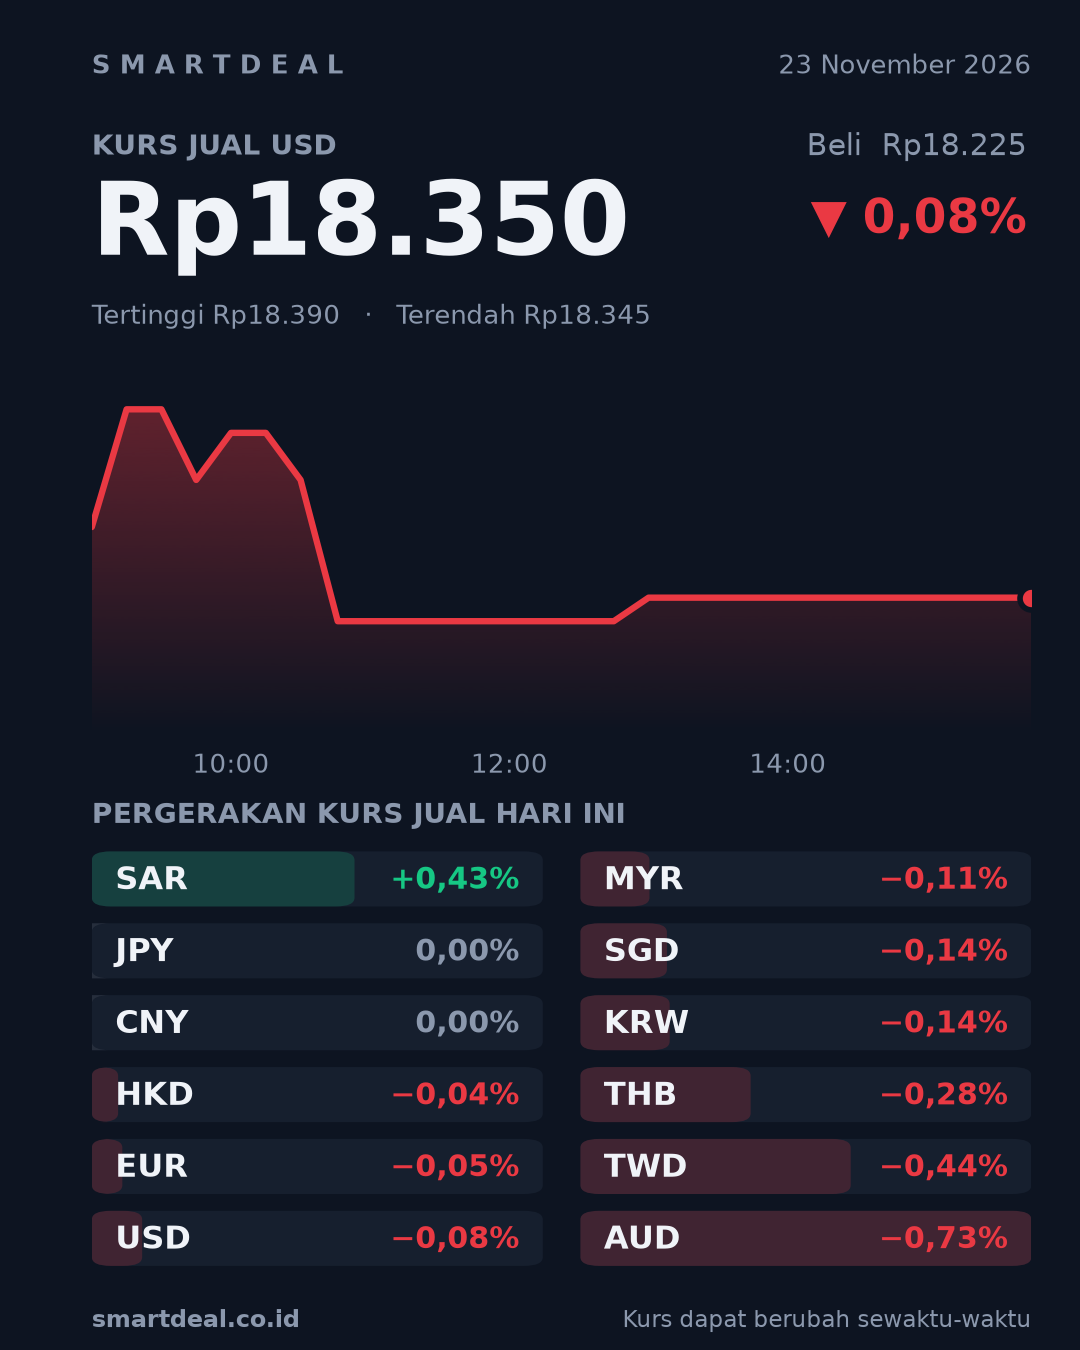 SMARTDEAL
23 November 2026
KURS JUAL USD
Beli Rp18.225
Rp18.350
▼ 0,08%
Tertinggi Rp18.390 · Terendah Rp18.345
10:00 12:00 14:00
PERGERAKAN KURS JUAL HARI INI
SAR +0,43%
MYR −0,11%
JPY 0,00%
SGD −0,14%
CNY 0,00%
KRW −0,14%
HKD −0,04%
THB −0,28%
EUR −0,05%
TWD −0,44%
USD −0,08%
AUD −0,73%
smartdeal.co.id
Kurs dapat berubah sewaktu-waktu